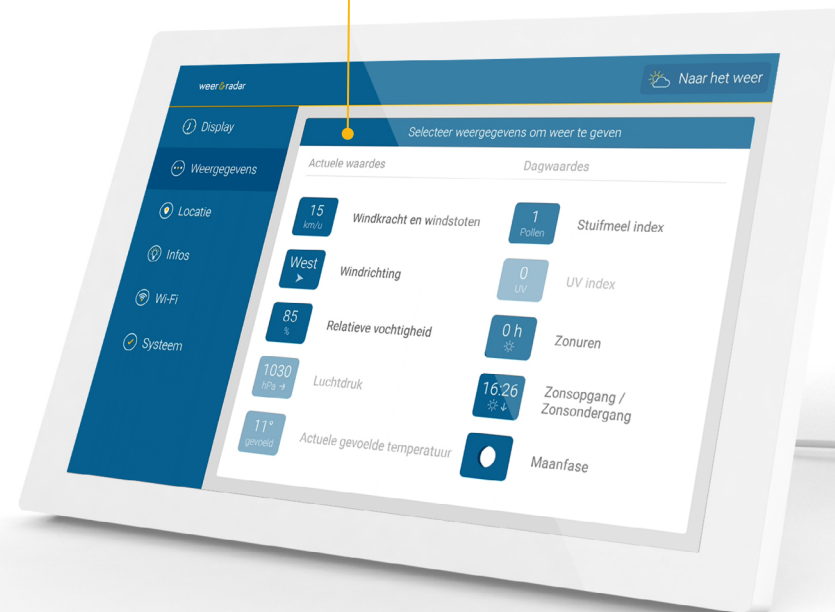 weer&radar
Naar het weer
Display
Weergegevens
Locatie
Infos
Wi-Fi
Systeem
Selecteer weergegevens om weer te geven
Actuele waardes
15
km/u
Windkracht en windstoten
West
Windrichting
85
%
Relatieve vochtigheid
1030
hPa →
Luchtdruk
11°
gevoeld
Actuele gevoelde temperatuur
Dagwaardes
1
Pollen
Stuifmeel index
0
UV
UV index
0 h
Zonuren
16:26
Zonsopgang /
Zonsondergang
Maanfase